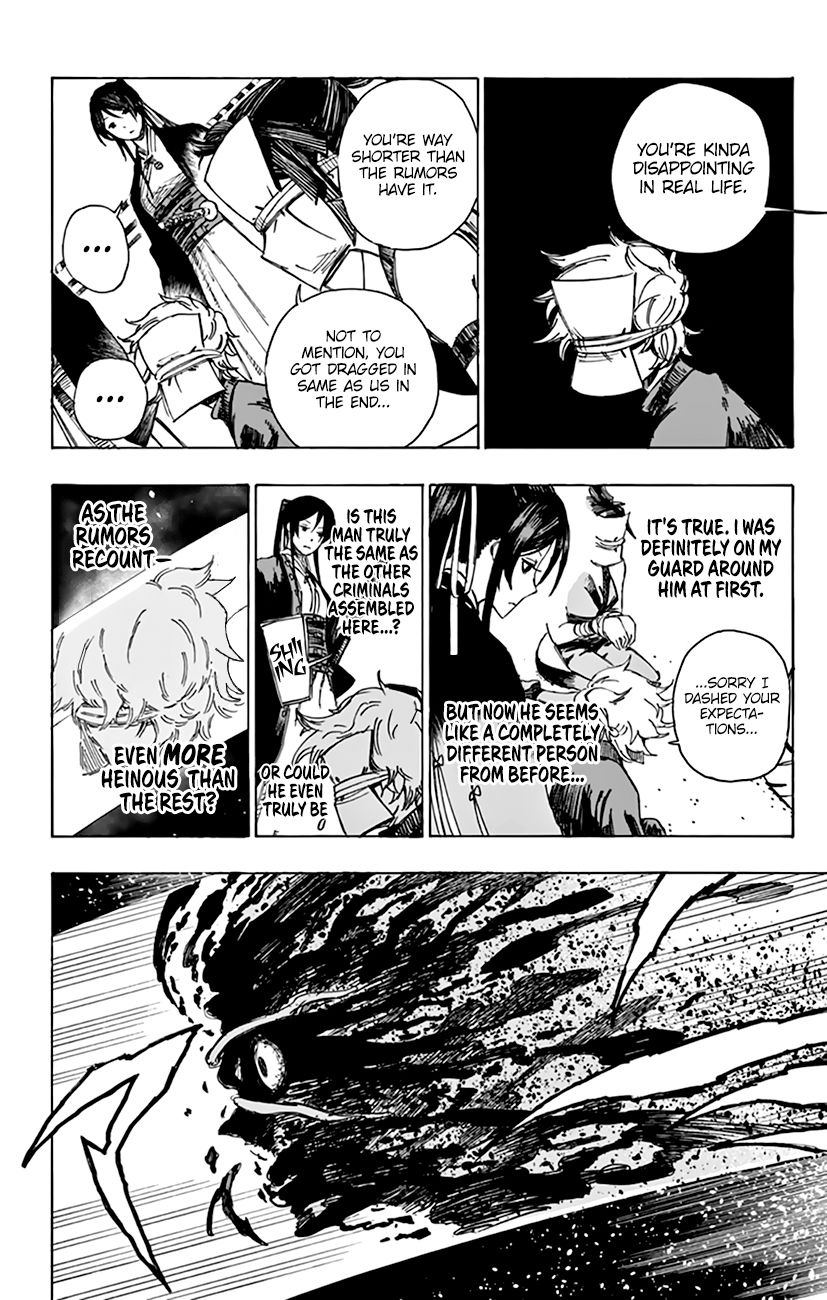 YOU'RE KINDA
DISAPPOINTING
IN REAL LIFE.
YOU'RE WAY
SHORTER THAN
THE RUMORS
HAVE IT.
...
NOT TO
MENTION, YOU
GOT DRAGGED IN
SAME AS US IN
THE END...
...
IT'S TRUE. I WAS
DEFINITELY ON MY
GUARD AROUND
HIM AT FIRST.
...SORRY I
DASHED YOUR
EXPECTA-
TIONS...
BUT NOW HE SEEMS
LIKE A COMPLETELY
DIFFERENT PERSON
FROM BEFORE...
IS THIS
MAN TRULY
THE SAME AS
THE OTHER
CRIMINALS
ASSEMBLED
HERE...?
SHII
ING
OR COULD
HE EVEN
TRULY BE
AS THE
RUMORS
RECOUNT—
EVEN MORE
HEINOUS THAN
THE REST?